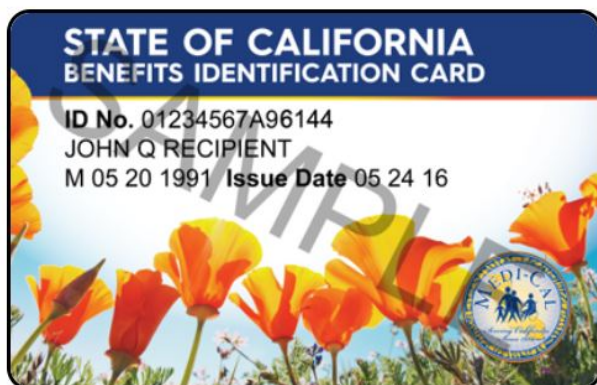 STATE OF CALIFORNIA
BENEFITS IDENTIFICATION CARD
ID No. 01234567A96144
JOHN Q RECIPIENT
M 05 20 1991 Issue Date 05 24 16
SAMPLE
MEDI-CAL